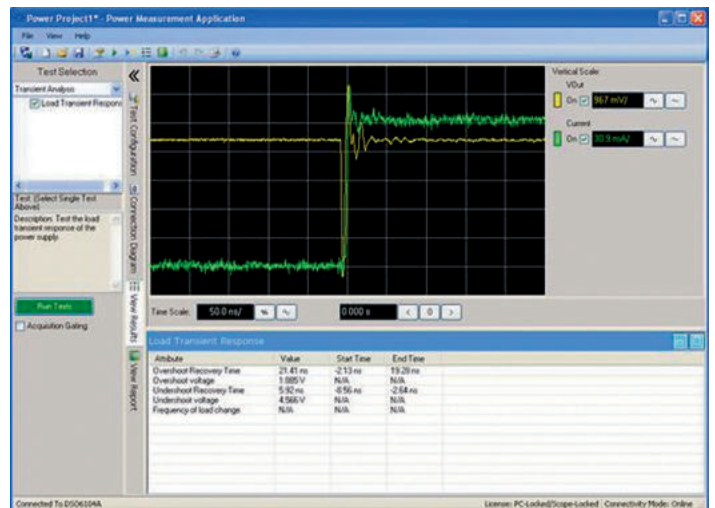 Power Project1* - Power Measurement Application
File View Help
Test Selection
Transient Analysis
Load Transient Respon
Test: (Select Single Test
Above)
Description: Test the load
transient response of the
power supply.
Run Tests
Acquisition Gating
Test Configuration
Connection Diagram
View Results
View Report
Vertical Scale:
VOut
On 967 mV/
Current
On 30.9 mA/
Time Scale: 50.0 ns/ 0.000 s < 0 >
Load Transient Response
Attribute Value Start Time End Time
Overshoot Recovery Time 21.41 ns -2.13 ns 19.28 ns
Overshoot voltage 1.885 V N/A N/A
Undershoot Recovery Time 5.92 ns -8.56 ns -2.64 ns
Undershoot voltage 4.566 V N/A N/A
Frequency of load change N/A N/A N/A
Connected To DSO6104A License: PC-Locked/Scope-Locked Connectivity Mode: Online